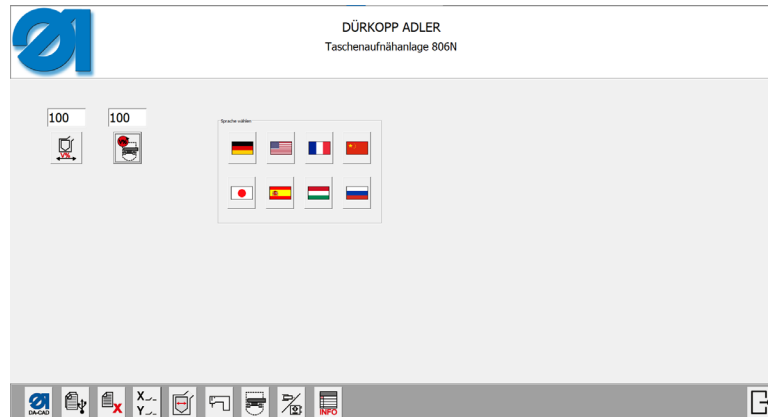 DÜRKOPP ADLER
Taschenaufnähanlage 806N
100 100
Sprache wählen
V%
DA-CAD
X
Y
INFO